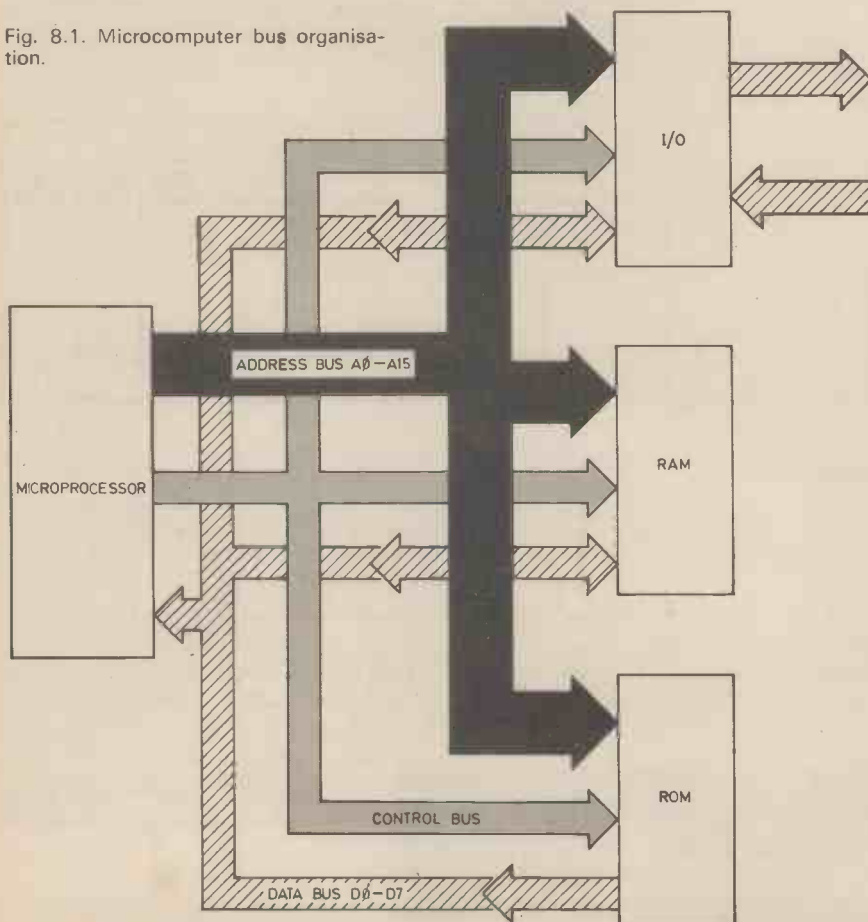 Fig. 8.1. Microcomputer bus organisa-
tion.
I/O
ADDRESS BUS AØ-A15
MICROPROCESSOR
RAM
CONTROL BUS
ROM
DATA BUS DØ-D7